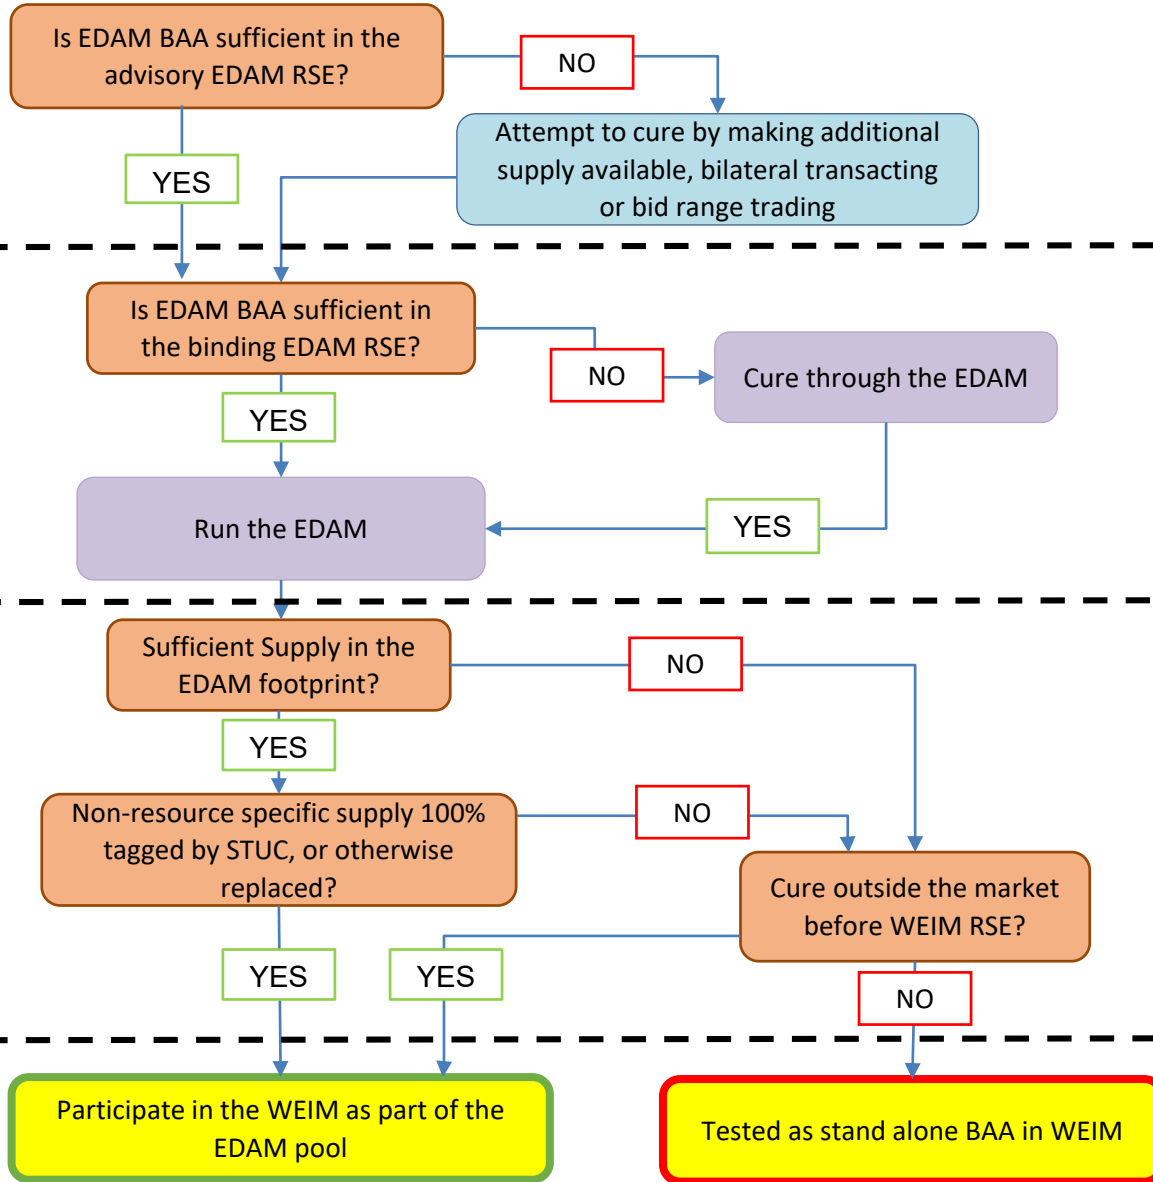 Is EDAM BAA sufficient in the
advisory EDAM RSE?
NO
Attempt to cure by making additional
supply available, bilateral transacting
or bid range trading
YES
Is EDAM BAA sufficient in
the binding EDAM RSE?
NO
Cure through the EDAM
YES
Run the EDAM
YES
Sufficient Supply in the
EDAM footprint?
NO
YES
Non-resource specific supply 100%
tagged by STUC, or otherwise
replaced?
NO
Cure outside the market
before WEIM RSE?
YES
YES
NO
Participate in the WEIM as part of the
EDAM pool
Tested as stand alone BAA in WEIM